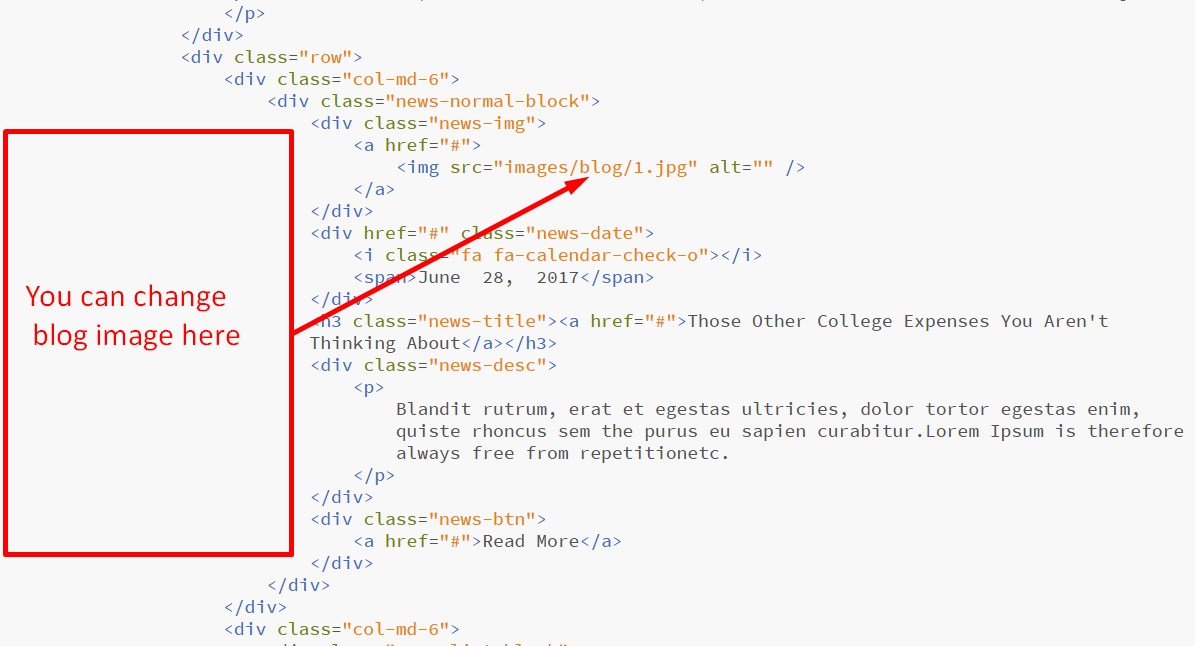 </p>
</div>
<div class="row">
<div class="col-md-6">
<div class="news-normal-block">
<div class="news-img">
<a href="#">
<img src="images/blog/1.jpg" alt="" />
</a>
</div>
<div href="#" class="news-date">
<i class="fa fa-calendar-check-o"></i>
<span>June  28,  2017</span>
</div>
<h3 class="news-title"><a href="#">Those Other College Expenses You Aren't
Thinking About</a></h3>
<div class="news-desc">
<p>
Blandit rutrum, erat et egestas ultricies, dolor tortor egestas enim,
quiste rhoncus sem the purus eu sapien curabitur.Lorem Ipsum is therefore
always free from repetitionetc.
</p>
</div>
<div class="news-btn">
<a href="#">Read More</a>
</div>
</div>
</div>
<div class="col-md-6">
You can change
blog image here